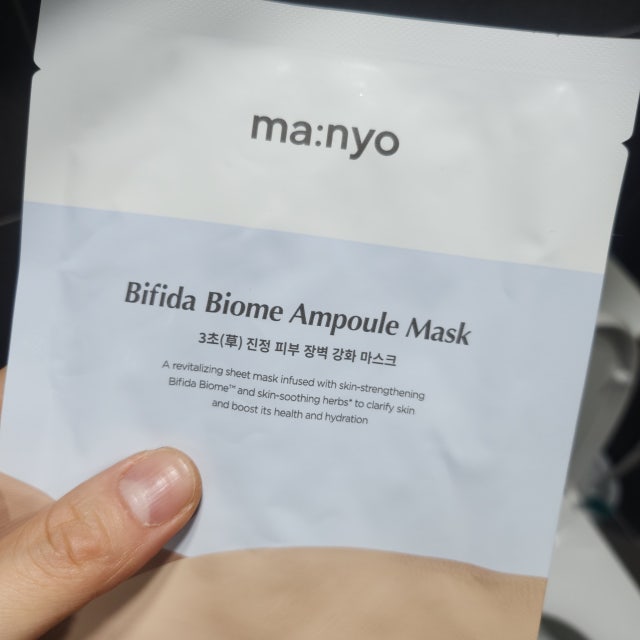 ma:nyo
Bifida Biome Ampoule Mask
3초(草) 진정 피부 장벽 강화 마스크
A revitalizing sheet mask infused with skin-strengthening
Bifida Biome™ and skin-soothing herbs* to clarify skin
and boost its health and hydration